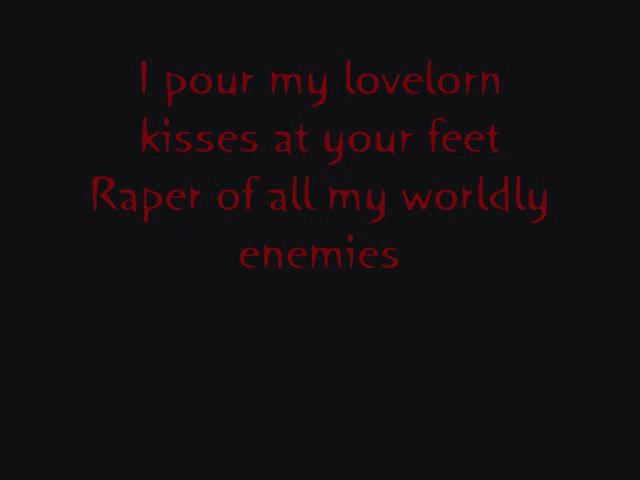 I pour my lovelorn
kisses at your feet
Raper of all my worldly
enemies